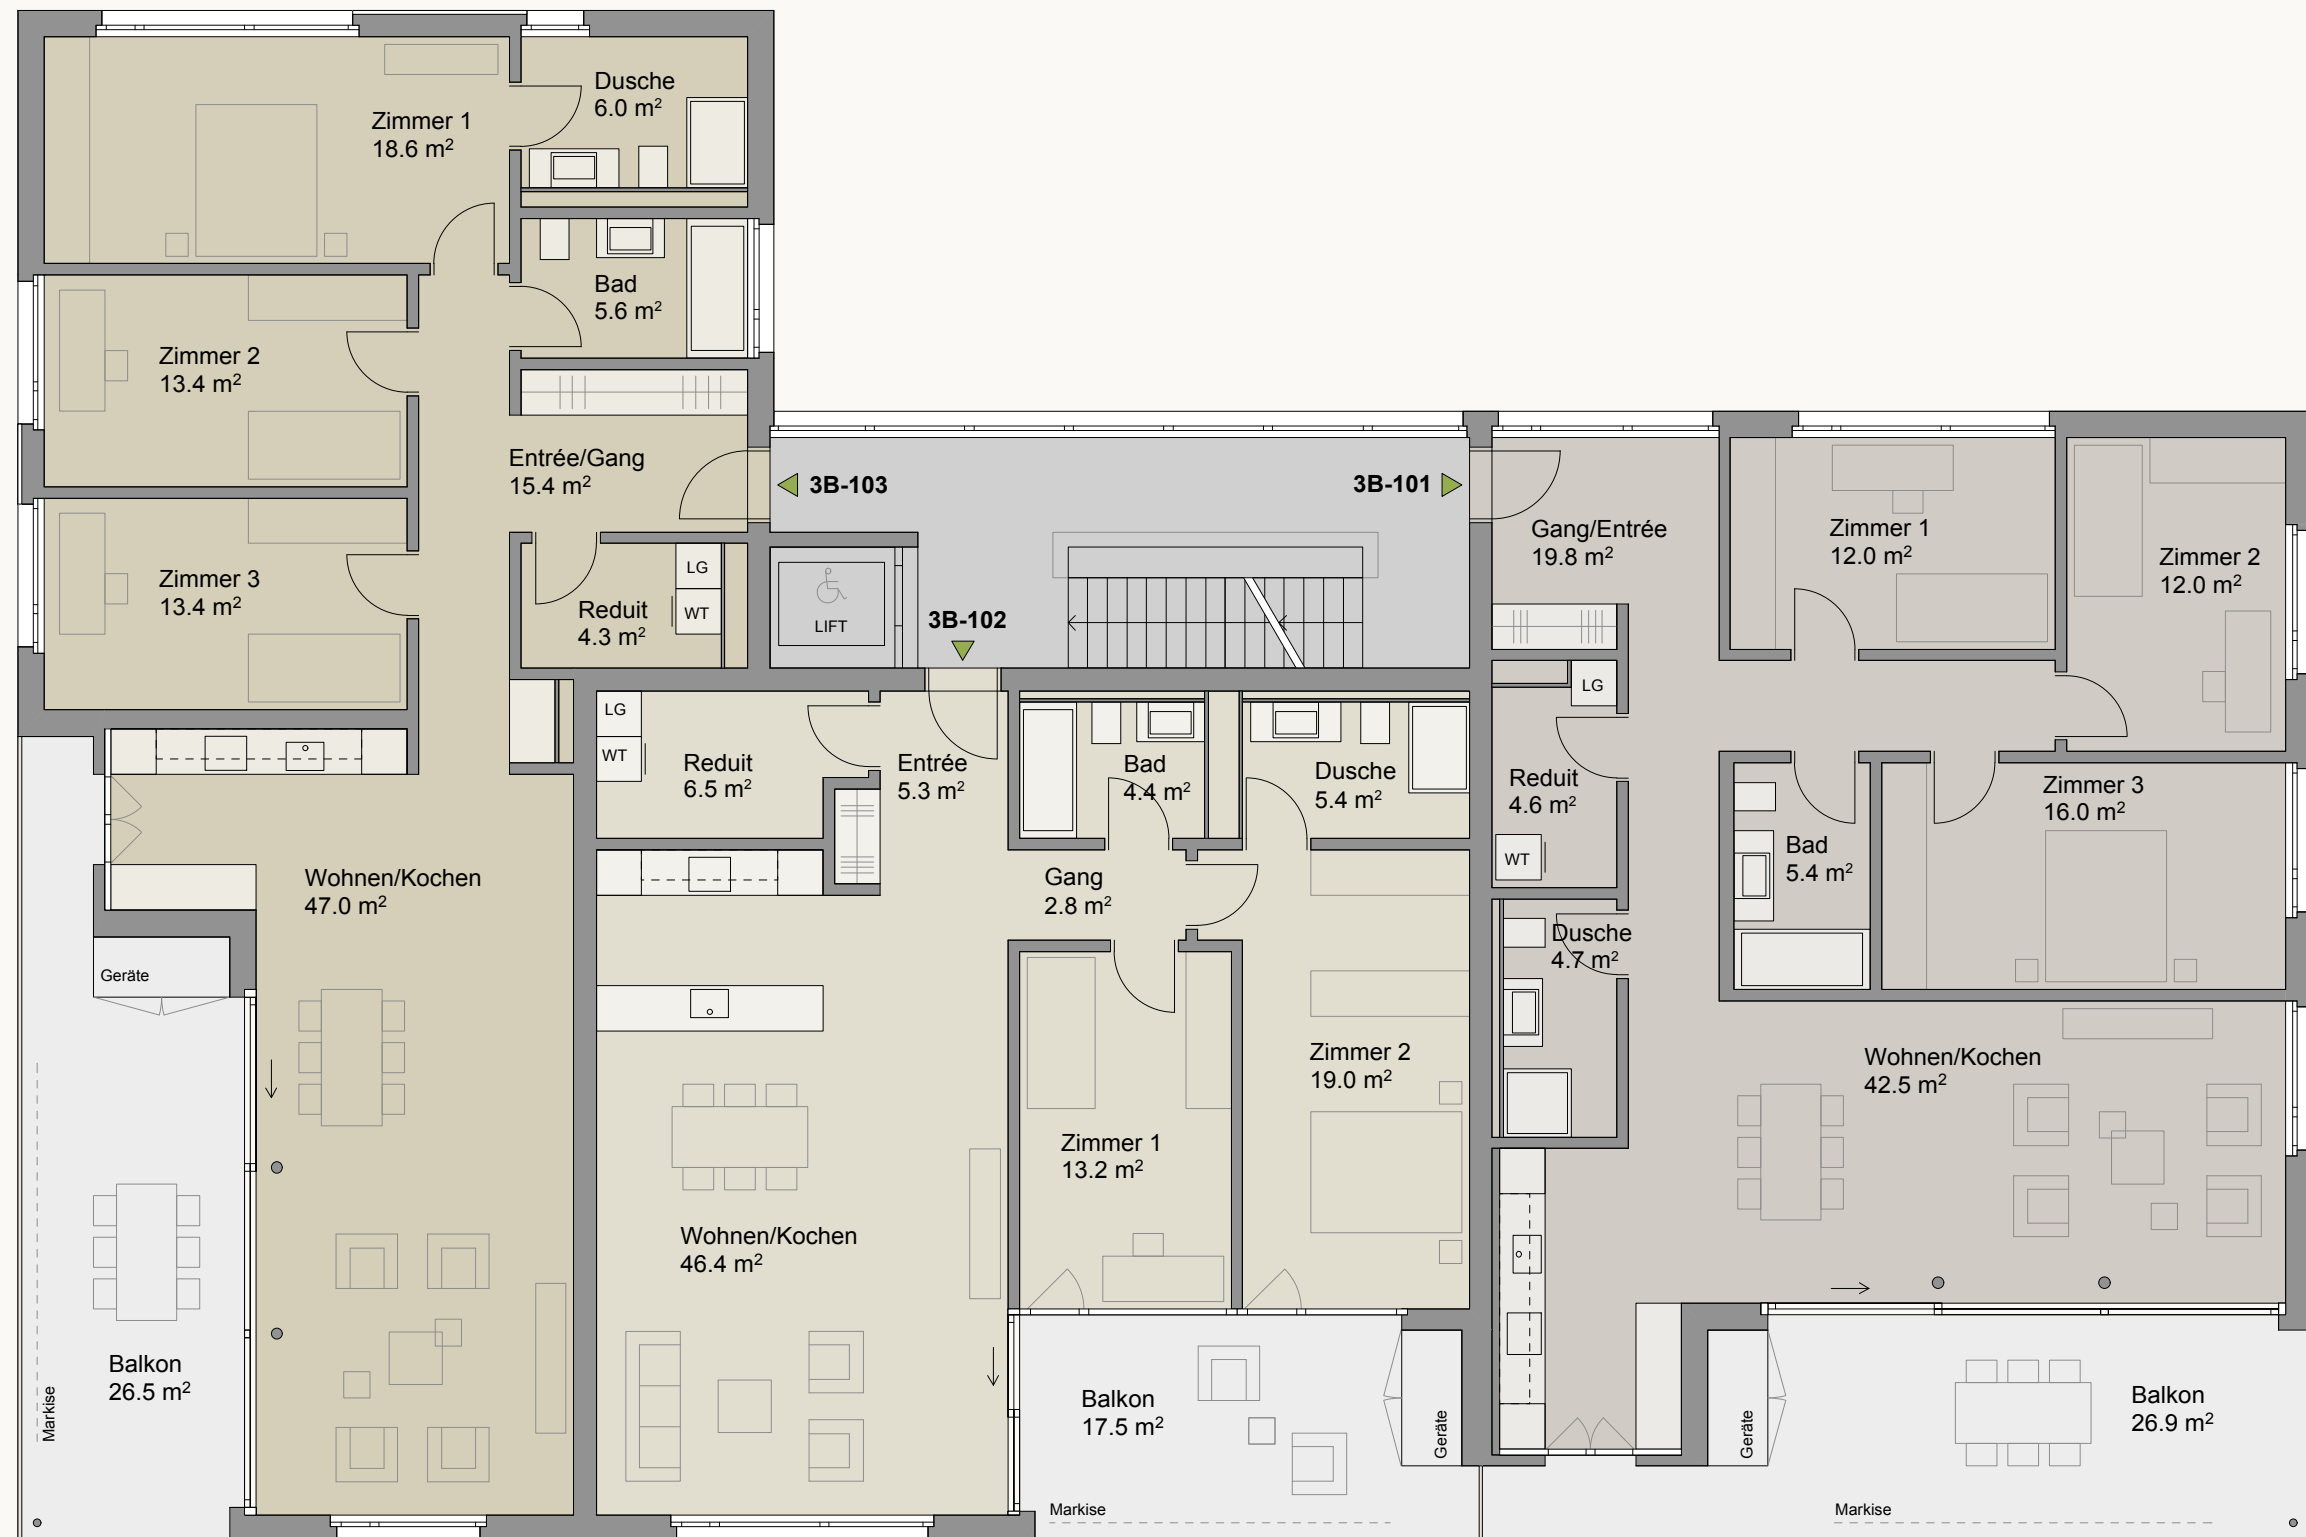 Dusche
6.0 m²
Zimmer 1
18.6 m²
Bad
5.6 m²
Zimmer 2
13.4 m²
Entrée/Gang
15.4 m²
3B-103
3B-101
Zimmer 3
13.4 m²
Reduit
4.3 m²
LG
WT
LIFT
3B-102
Gang/Entrée
19.8 m²
Zimmer 1
12.0 m²
Zimmer 2
12.0 m²
LG
WT
Reduit
6.5 m²
Entrée
5.3 m²
Bad
4.4 m²
Dusche
5.4 m²
LG
Reduit
4.6 m²
WT
Zimmer 3
16.0 m²
Bad
5.4 m²
Wohnen/Kochen
47.0 m²
Gang
2.8 m²
Dusche
4.7 m²
Geräte
Zimmer 2
19.0 m²
Wohnen/Kochen
42.5 m²
Zimmer 1
13.2 m²
Wohnen/Kochen
46.4 m²
Balkon
26.5 m²
Markise
Balkon
17.5 m²
Geräte
Geräte
Balkon
26.9 m²
Markise
Markise